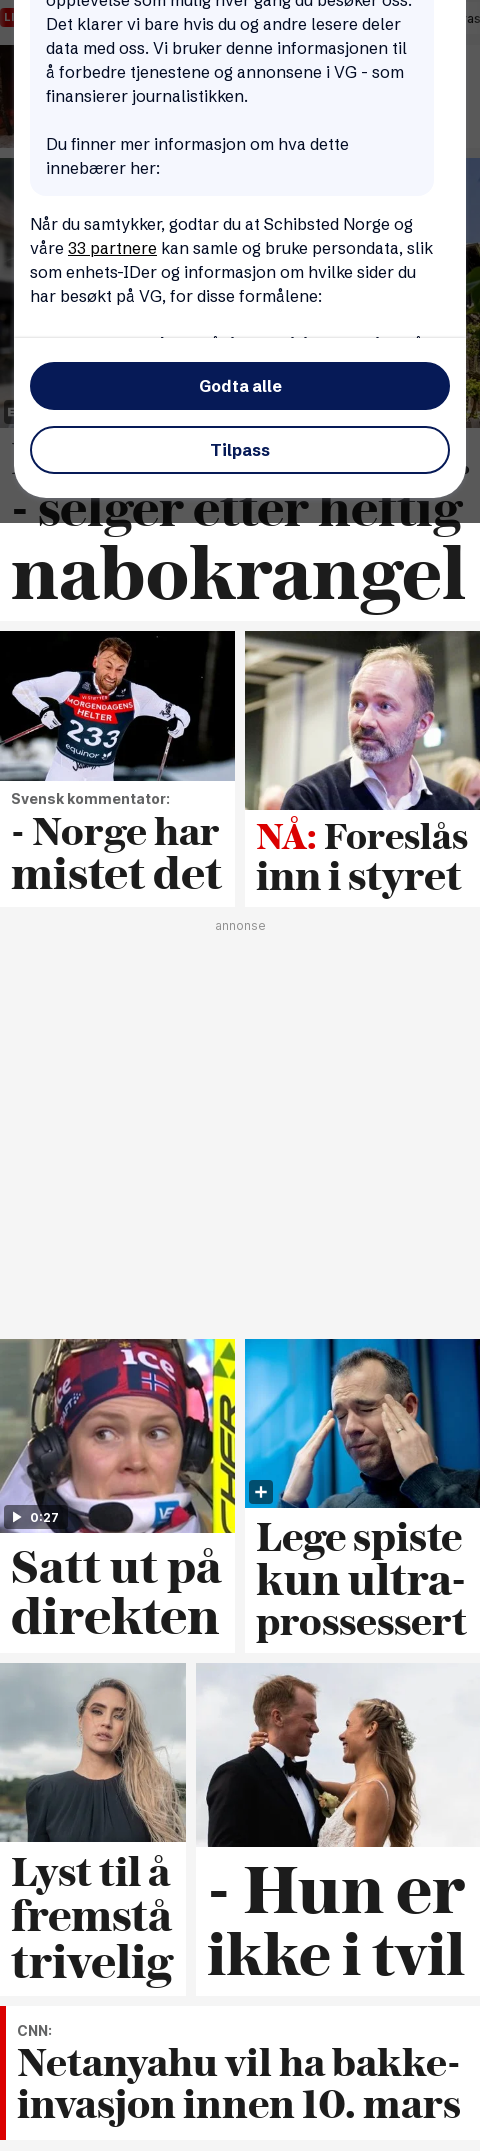 opplevelse som mulig hver gang du besøker oss.
Det klarer vi bare hvis du og andre lesere deler
data med oss. Vi bruker denne informasjonen til
å forbedre tjenestene og annonsene i VG - som
finansierer journalistikken.
Du finner mer informasjon om hva dette
innebærer her:
Når du samtykker, godtar du at Schibsted Norge og
våre 33 partnere kan samle og bruke persondata, slik
som enhets-IDer og informasjon om hvilke sider du
har besøkt på VG, for disse formålene:
Godta alle
Tilpass
- selger etter heftig
nabokrangel
VI STØTTER
MORGENDAGENS
HELTER
233
equinor
Svensk kommentator:
- Norge har
mistet det
NÅ: Foreslås
inn i styret
annonse
ice
0:27
Satt ut på
direkten
Lege spiste
kun ultra-
prossessert
Lyst til å
fremstå
trivelig
- Hun er
ikke i tvil
CNN:
Netanyahu vil ha bakke-
invasjon innen 10. mars